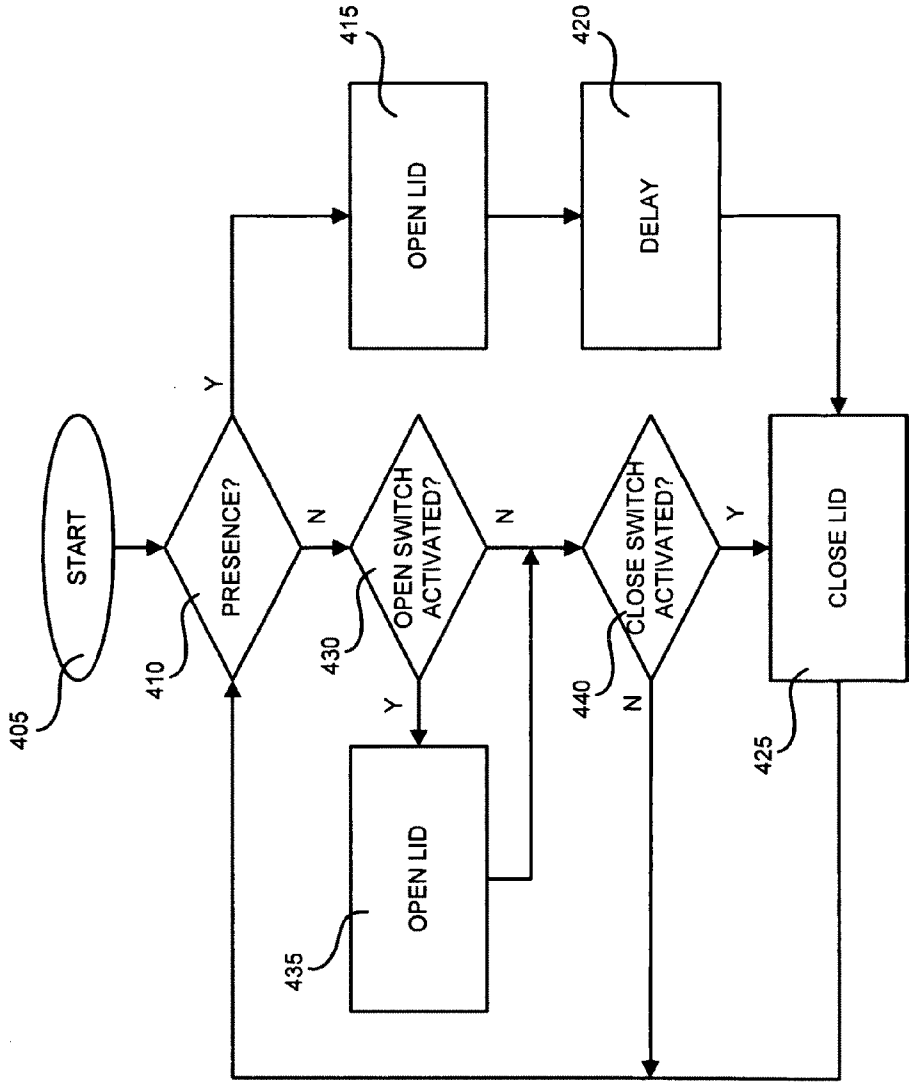 START
405
PRESENCE?
410
Y
N
OPEN LID
415
OPEN SWITCH
ACTIVATED?
430
Y
N
OPEN LID
435
DELAY
420
CLOSE SWITCH
ACTIVATED?
440
N
Y
CLOSE LID
425